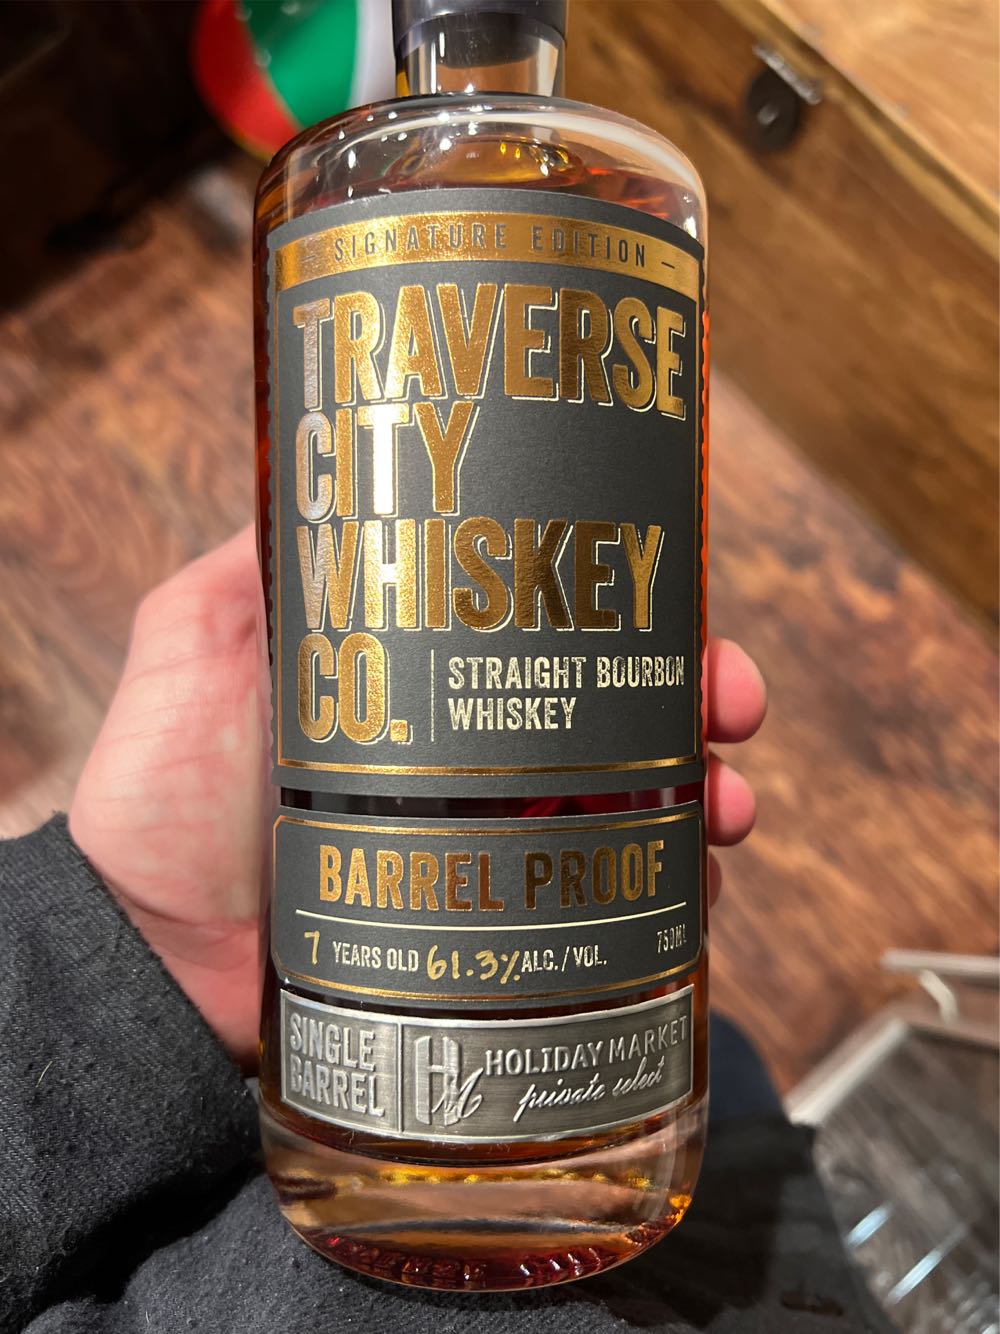 — SIGNATURE EDITION —
TRAVERSE
CITY
WHISKEY
CO.
STRAIGHT BOURBON
WHISKEY
BARREL PROOF
7 YEARS OLD 61.3% ALC./VOL. 750ML
SINGLE
BARREL
HM
HOLIDAY MARKET
private select